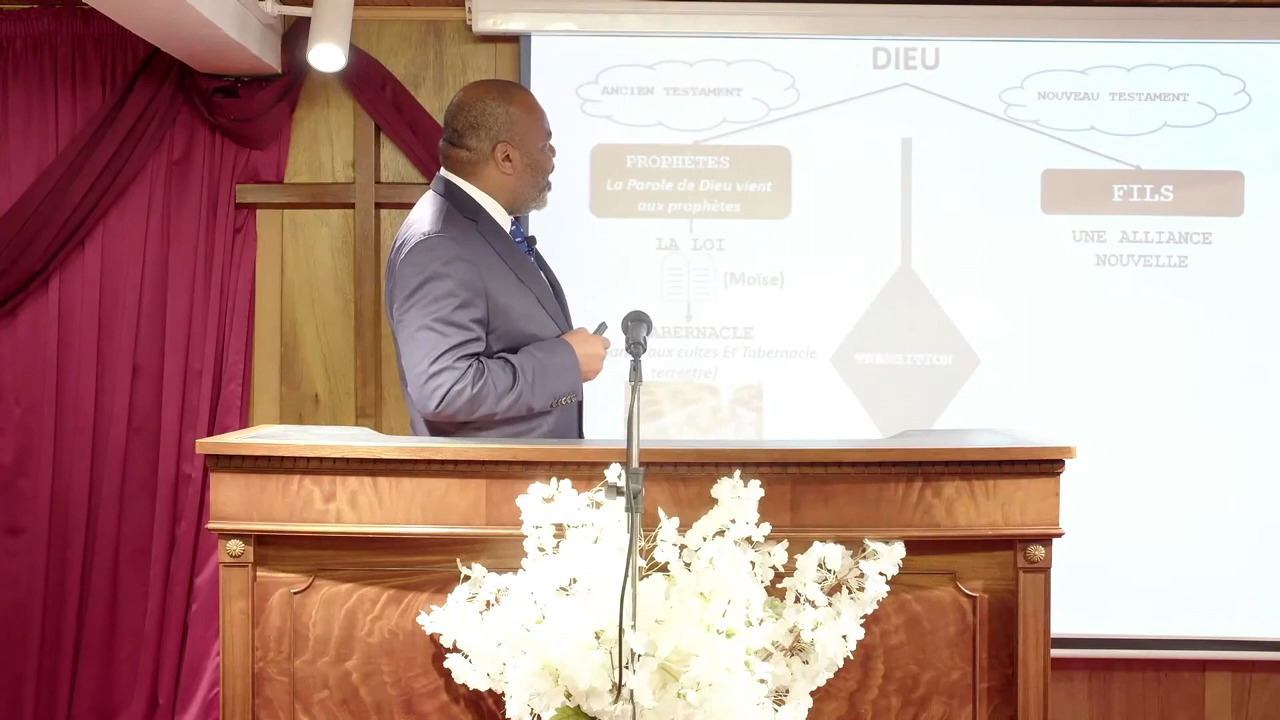 DIEU
ANCIEN TESTAMENT
NOUVEAU TESTAMENT
PROPHÈTES
La Parole de Dieu vient
aux prophètes
FILS
UNE ALLIANCE
NOUVELLE
LA LOI
(Moïse)
ABERNACLE
aux cultes Et Tabernacle
terrestre)
TRANSITION